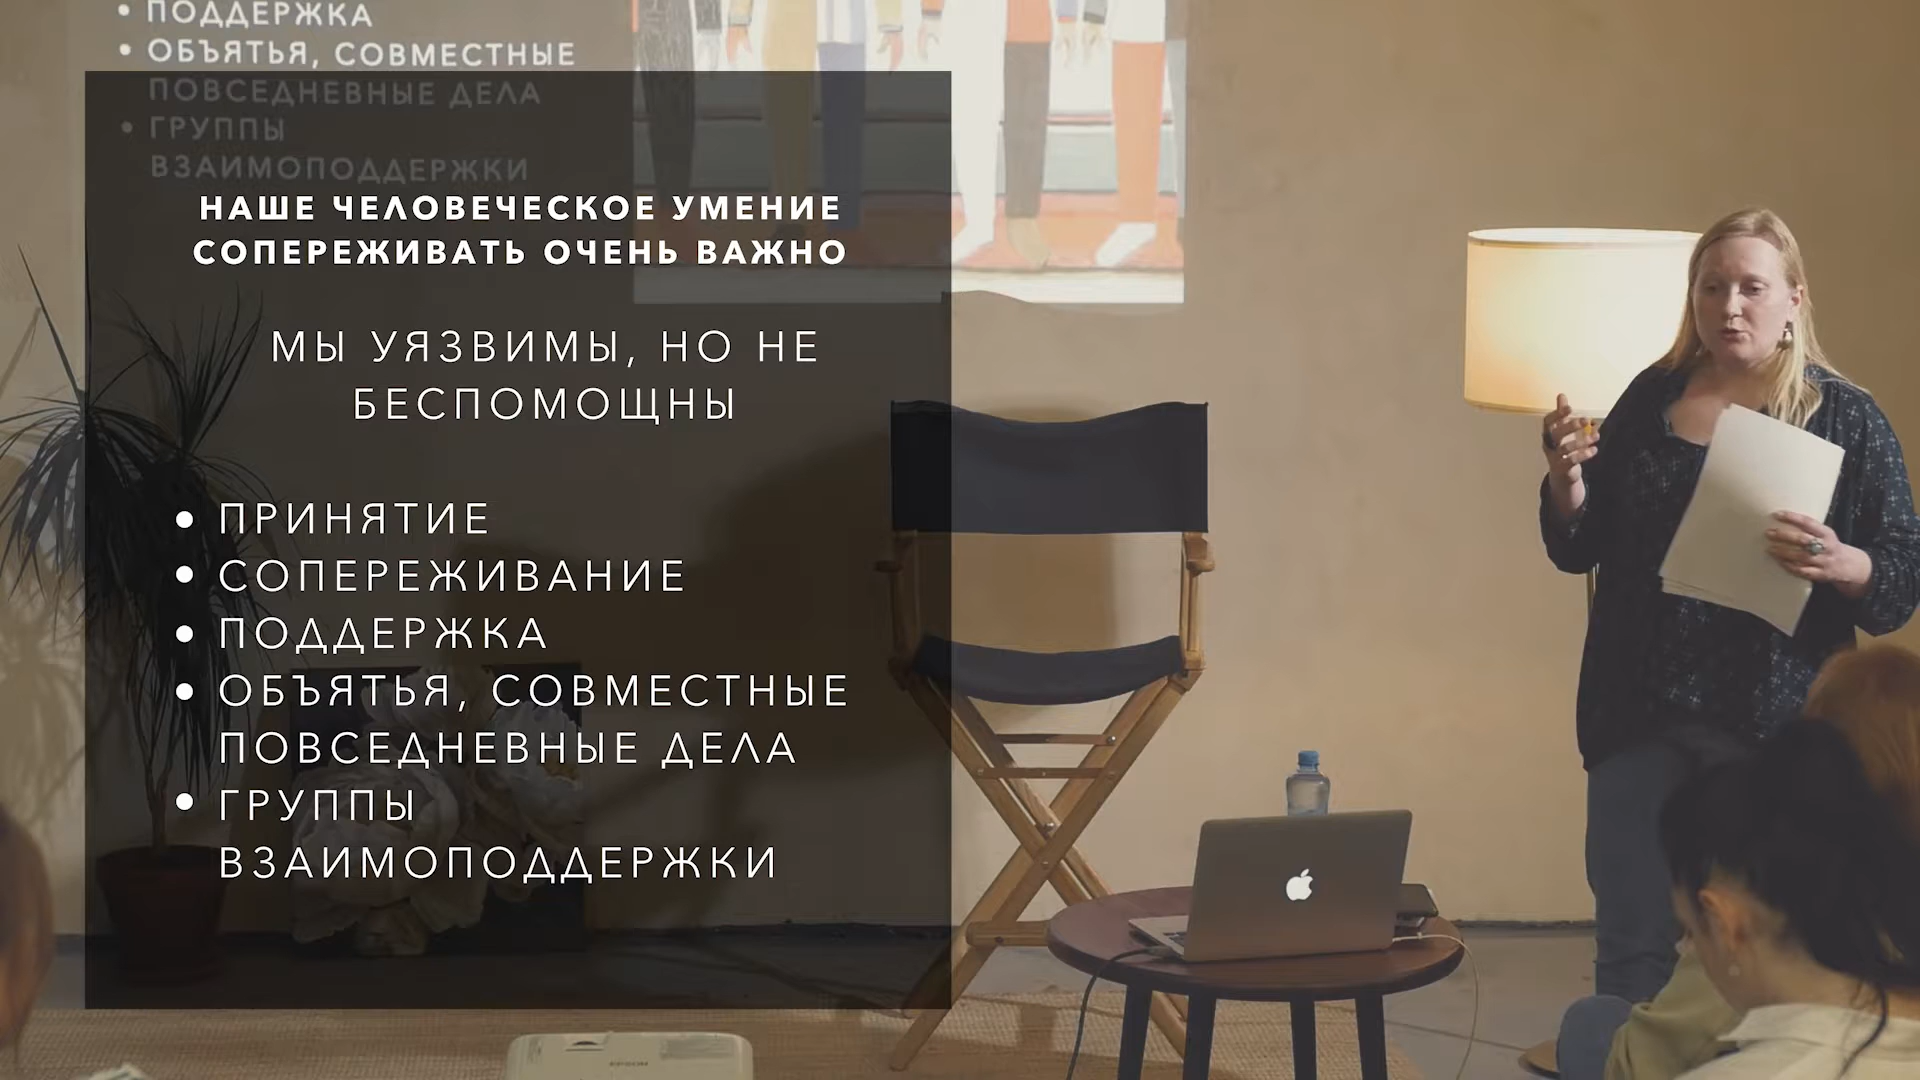 • ПОДДЕРЖКА
• ОБЪЯТЬЯ, СОВМЕСТНЫЕ
ПОВСЕДНЕВНЫЕ ДЕЛА
• ГРУППЫ
ВЗАИМОПОДДЕРЖКИ
НАШЕ ЧЕЛОВЕЧЕСКОЕ УМЕНИЕ
СОПЕРЕЖИВАТЬ ОЧЕНЬ ВАЖНО
МЫ УЯЗВИМЫ, НО НЕ
БЕСПОМОЩНЫ
• ПРИНЯТИЕ
• СОПЕРЕЖИВАНИЕ
• ПОДДЕРЖКА
• ОБЪЯТЬЯ, СОВМЕСТНЫЕ
ПОВСЕДНЕВНЫЕ ДЕЛА
• ГРУППЫ
ВЗАИМОПОДДЕРЖКИ